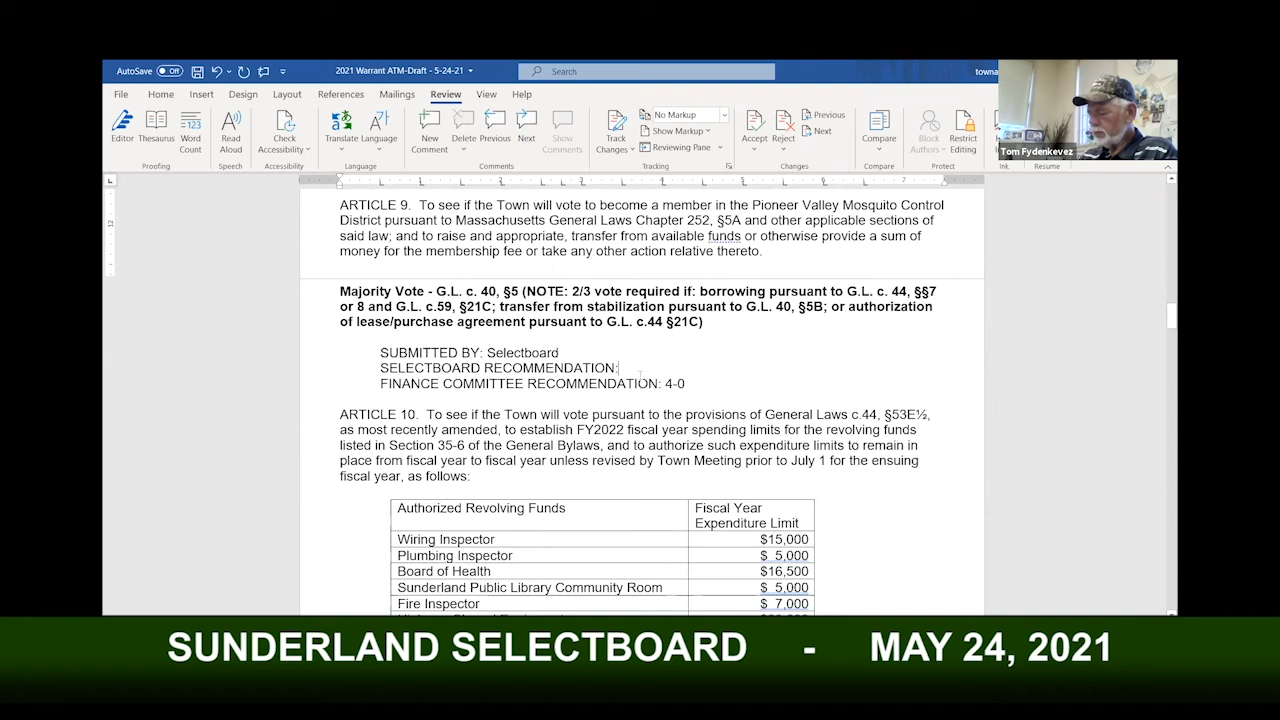 AutoSave Off 2021 Warrant ATM-Draft - 5-24-21 Search towna
File Home Insert Design Layout References Mailings Review View Help
Editor Thesaurus Word Count Read Aloud Check Accessibility Translate Language New Comment Delete Previous Next Show Comments Track Changes No Markup Show Markup Reviewing Pane Accept Reject Previous Next Compare Block Authors Restrict Editing Resume
Proofing Speech Accessibility Language Comments Tracking Changes Compare Protect Resume
Tom Fydenkevez
ARTICLE 9. To see if the Town will vote to become a member in the Pioneer Valley Mosquito Control
District pursuant to Massachusetts General Laws Chapter 252, §5A and other applicable sections of
said law; and to raise and appropriate, transfer from available funds or otherwise provide a sum of
money for the membership fee or take any other action relative thereto.
Majority Vote - G.L. c. 40, §5 (NOTE: 2/3 vote required if: borrowing pursuant to G.L. c. 44, §§7
or 8 and G.L. c.59, §21C; transfer from stabilization pursuant to G.L. 40, §5B; or authorization
of lease/purchase agreement pursuant to G.L. c.44 §21C)
SUBMITTED BY: Selectboard
SELECTBOARD RECOMMENDATION:
FINANCE COMMITTEE RECOMMENDATION: 4-0
ARTICLE 10. To see if the Town will vote pursuant to the provisions of General Laws c.44, §53E½,
as most recently amended, to establish FY2022 fiscal year spending limits for the revolving funds
listed in Section 35-6 of the General Bylaws, and to authorize such expenditure limits to remain in
place from fiscal year to fiscal year unless revised by Town Meeting prior to July 1 for the ensuing
fiscal year, as follows:
Authorized Revolving Funds Fiscal Year
Expenditure Limit
Wiring Inspector $15,000
Plumbing Inspector $ 5,000
Board of Health $16,500
Sunderland Public Library Community Room $ 5,000
Fire Inspector $ 7,000
SUNDERLAND SELECTBOARD - MAY 24, 2021